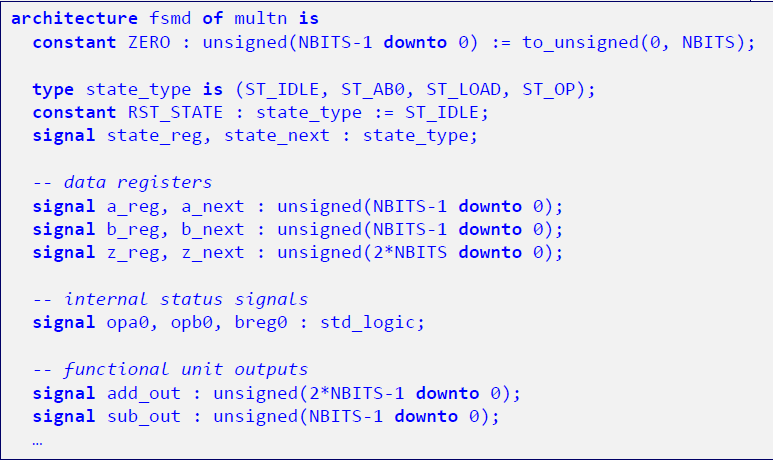 architecture fsmd of multn is
constant ZERO : unsigned(NBITS-1 downto 0) := to_unsigned(0, NBITS);
type state_type is (ST_IDLE, ST_AB0, ST_LOAD, ST_OP);
constant RST_STATE : state_type := ST_IDLE;
signal state_reg, state_next : state_type;
-- data registers
signal a_reg, a_next : unsigned(NBITS-1 downto 0);
signal b_reg, b_next : unsigned(NBITS-1 downto 0);
signal z_reg, z_next : unsigned(2*NBITS downto 0);
-- internal status signals
signal opa0, opb0, breg0 : std_logic;
-- functional unit outputs
signal add_out : unsigned(2*NBITS-1 downto 0);
signal sub_out : unsigned(NBITS-1 downto 0);
…